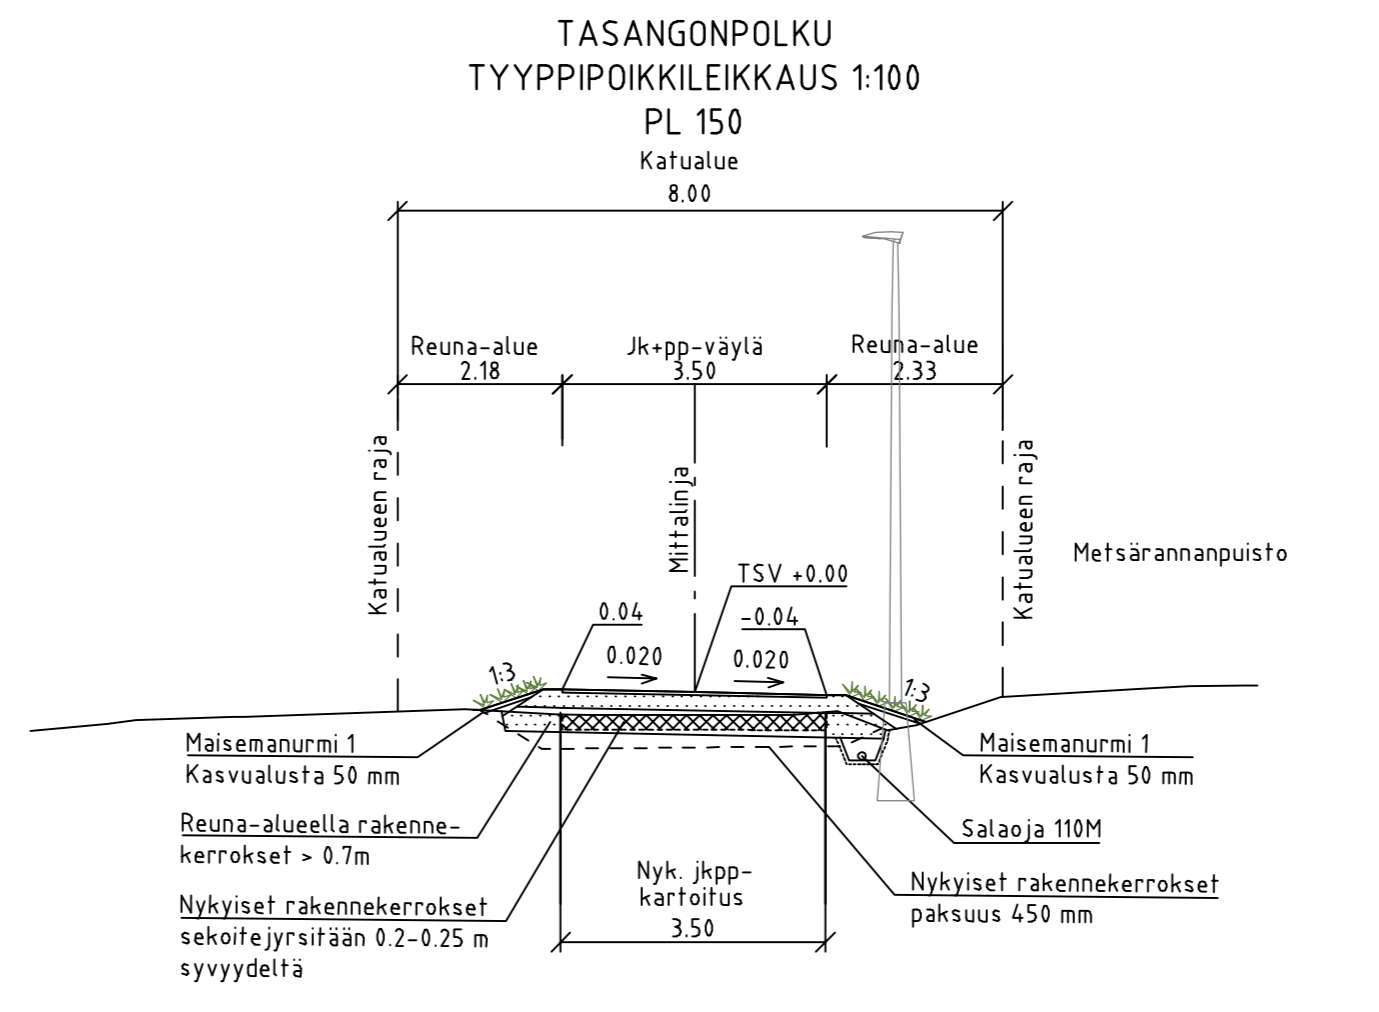 TASANGONPOLKU
TYYPPIPOIKKILEIKKAUS 1:100
PL 150
Katualue
8.00
Reuna-alue
2.18
Jk+pp-väylä
3.50
Reuna-alue
2.33
Katualueen raja
Mittalinja
Katualueen raja
Metsärannanpuisto
TSV +0.00
0.04
-0.04
0.020
0.020
1:3
1:3
Maisemanurmi 1
Kasvualusta 50 mm
Maisemanurmi 1
Kasvualusta 50 mm
Reuna-alueella rakenne-
kerrokset > 0.7m
Salaoja 110M
Nykyiset rakennekerrokset
sekoitejyrsitään 0.2-0.25 m
syvyydeltä
Nyk. jkpp-
kartoitus
3.50
Nykyiset rakennekerrokset
paksuus 450 mm